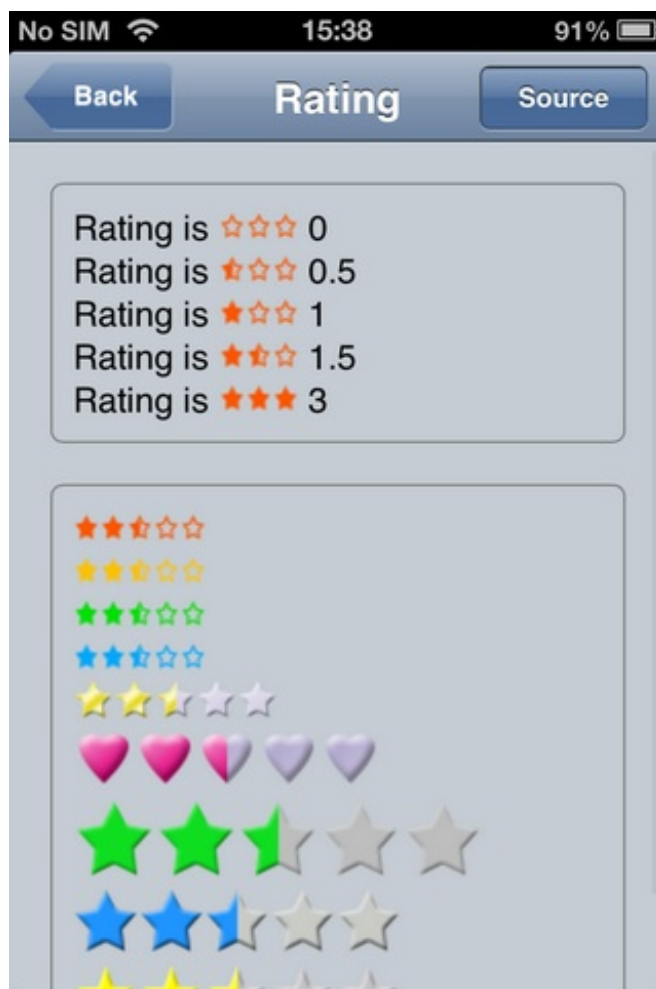 No SIM 15:38 91%
Back Rating Source
Rating is ☆☆☆ 0
Rating is ⯪☆☆ 0.5
Rating is ★☆☆ 1
Rating is ★⯪☆ 1.5
Rating is ★★★ 3